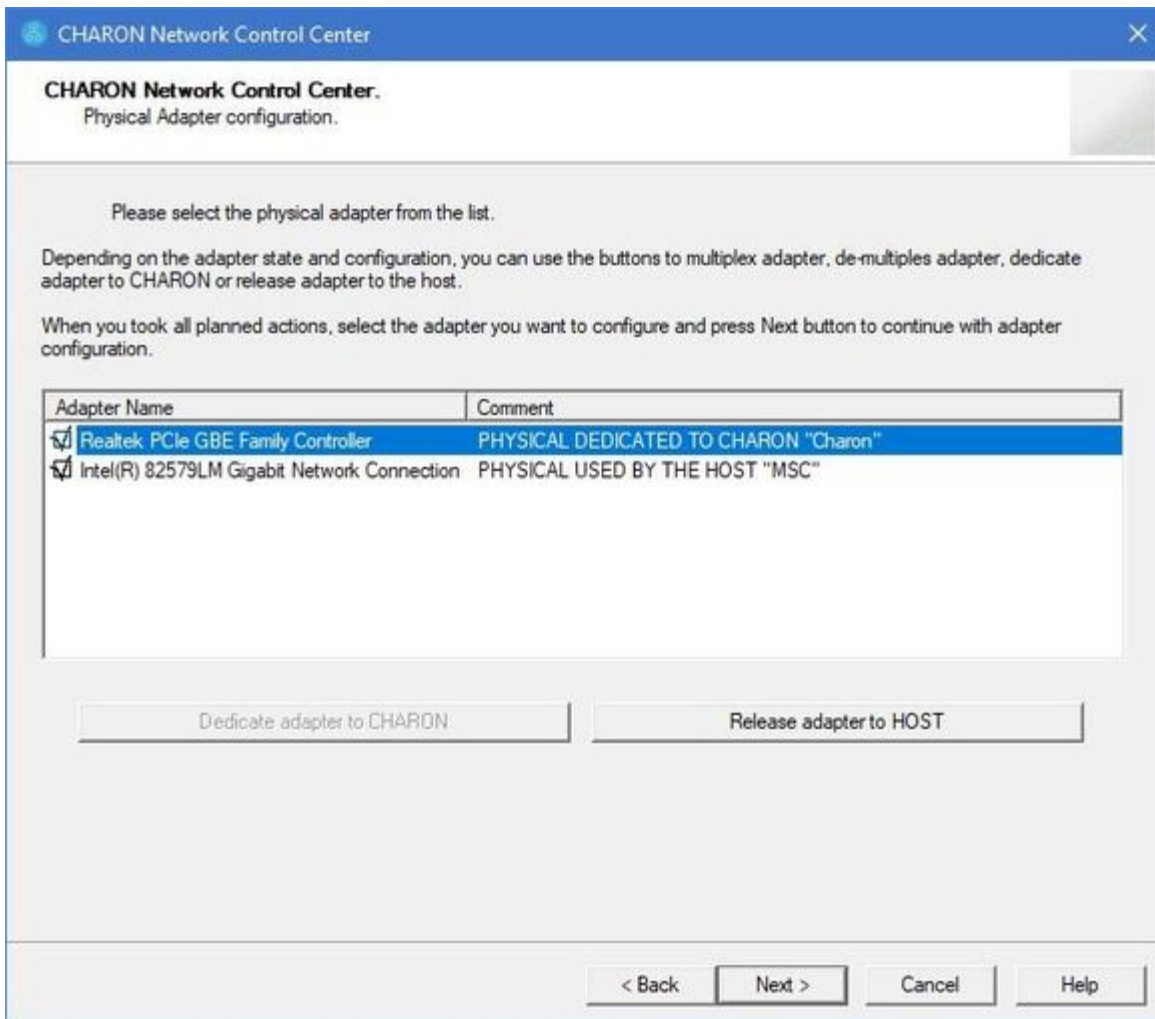 CHARON Network Control Center
CHARON Network Control Center.
Physical Adapter configuration.
Please select the physical adapter from the list.
Depending on the adapter state and configuration, you can use the buttons to multiplex adapter, de-multiples adapter, dedicate
adapter to CHARON or release adapter to the host.
When you took all planned actions, select the adapter you want to configure and press Next button to continue with adapter
configuration.
Adapter Name Comment
Realtek PCIe GBE Family Controller PHYSICAL DEDICATED TO CHARON "Charon"
Intel(R) 82579LM Gigabit Network Connection PHYSICAL USED BY THE HOST "MSC"
Dedicate adapter to CHARON Release adapter to HOST
< Back Next > Cancel Help